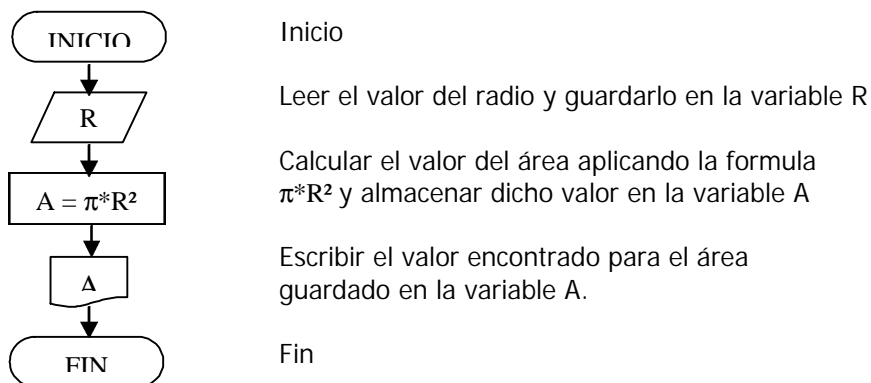 INICIO
Inicio
R
Leer el valor del radio y guardarlo en la variable R
A = π*R²
Calcular el valor del área aplicando la formula
π*R² y almacenar dicho valor en la variable A
A
Escribir el valor encontrado para el área
guardado en la variable A.
FIN
Fin